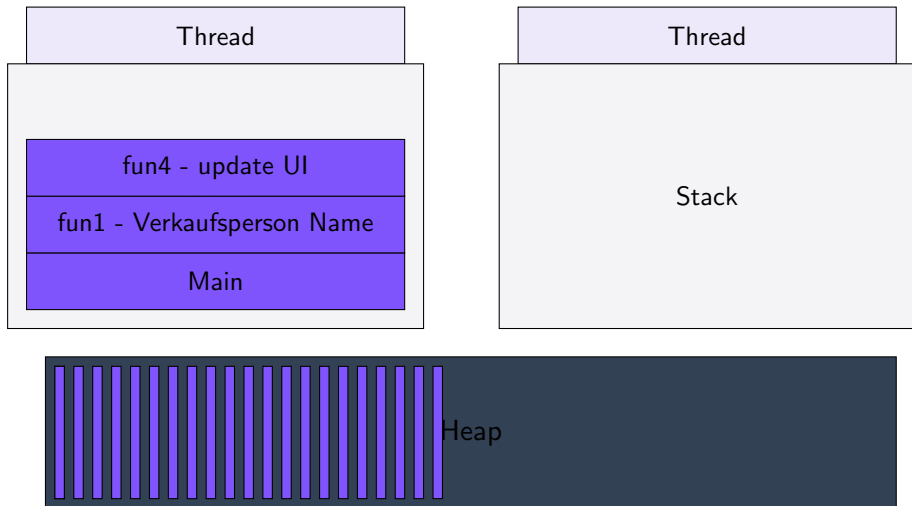 Thread
Thread
fun4 - update UI
fun1 - Verkaufsperson Name
Stack
Main
Heap